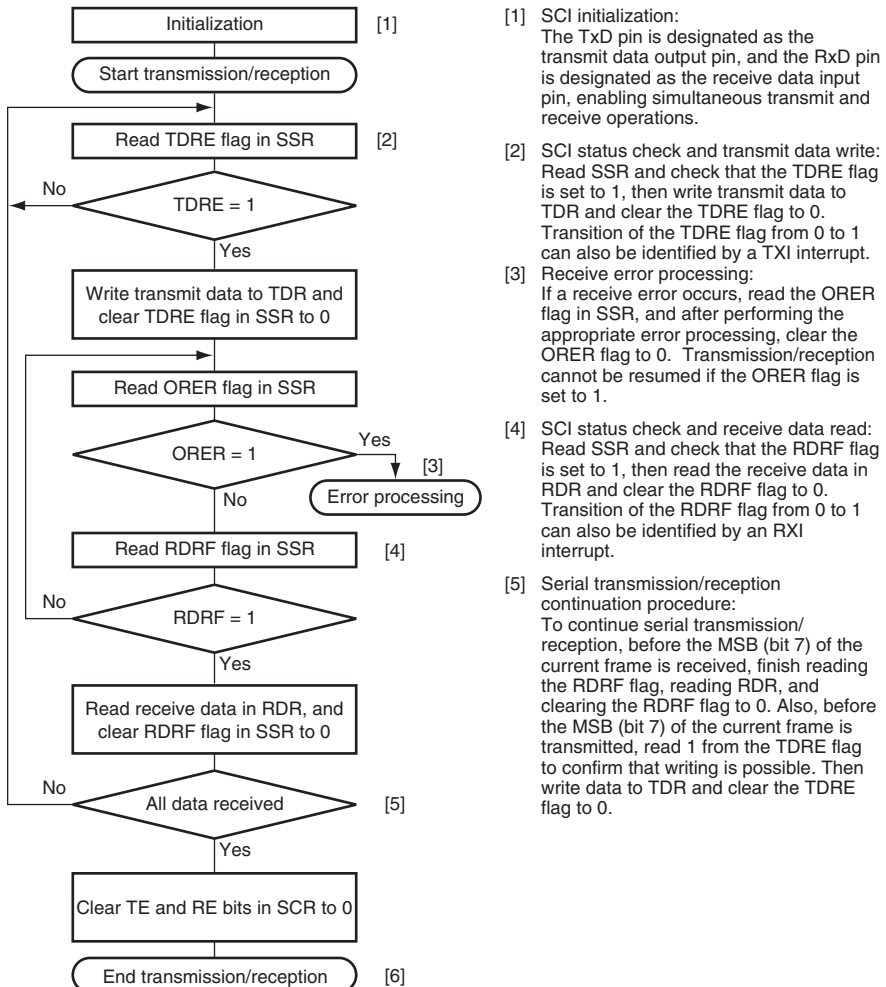 Initialization
[1]
Start transmission/reception
Read TDRE flag in SSR
[2]
No
TDRE = 1
Yes
Write transmit data to TDR and
clear TDRE flag in SSR to 0
Read ORER flag in SSR
ORER = 1
Yes
[3]
Error processing
No
Read RDRF flag in SSR
[4]
No
RDRF = 1
Yes
Read receive data in RDR, and
clear RDRF flag in SSR to 0
No
All data received
[5]
Yes
Clear TE and RE bits in SCR to 0
End transmission/reception
[6]
[1] SCI initialization:
The TxD pin is designated as the
transmit data output pin, and the RxD pin
is designated as the receive data input
pin, enabling simultaneous transmit and
receive operations.
[2] SCI status check and transmit data write:
Read SSR and check that the TDRE flag
is set to 1, then write transmit data to
TDR and clear the TDRE flag to 0.
Transition of the TDRE flag from 0 to 1
can also be identified by a TXI interrupt.
[3] Receive error processing:
If a receive error occurs, read the ORER
flag in SSR, and after performing the
appropriate error processing, clear the
ORER flag to 0. Transmission/reception
cannot be resumed if the ORER flag is
set to 1.
[4] SCI status check and receive data read:
Read SSR and check that the RDRF flag
is set to 1, then read the receive data in
RDR and clear the RDRF flag to 0.
Transition of the RDRF flag from 0 to 1
can also be identified by an RXI
interrupt.
[5] Serial transmission/reception
continuation procedure:
To continue serial transmission/
reception, before the MSB (bit 7) of the
current frame is received, finish reading
the RDRF flag, reading RDR, and
clearing the RDRF flag to 0. Also, before
the MSB (bit 7) of the current frame is
transmitted, read 1 from the TDRE flag
to confirm that writing is possible. Then
write data to TDR and clear the TDRE
flag to 0.